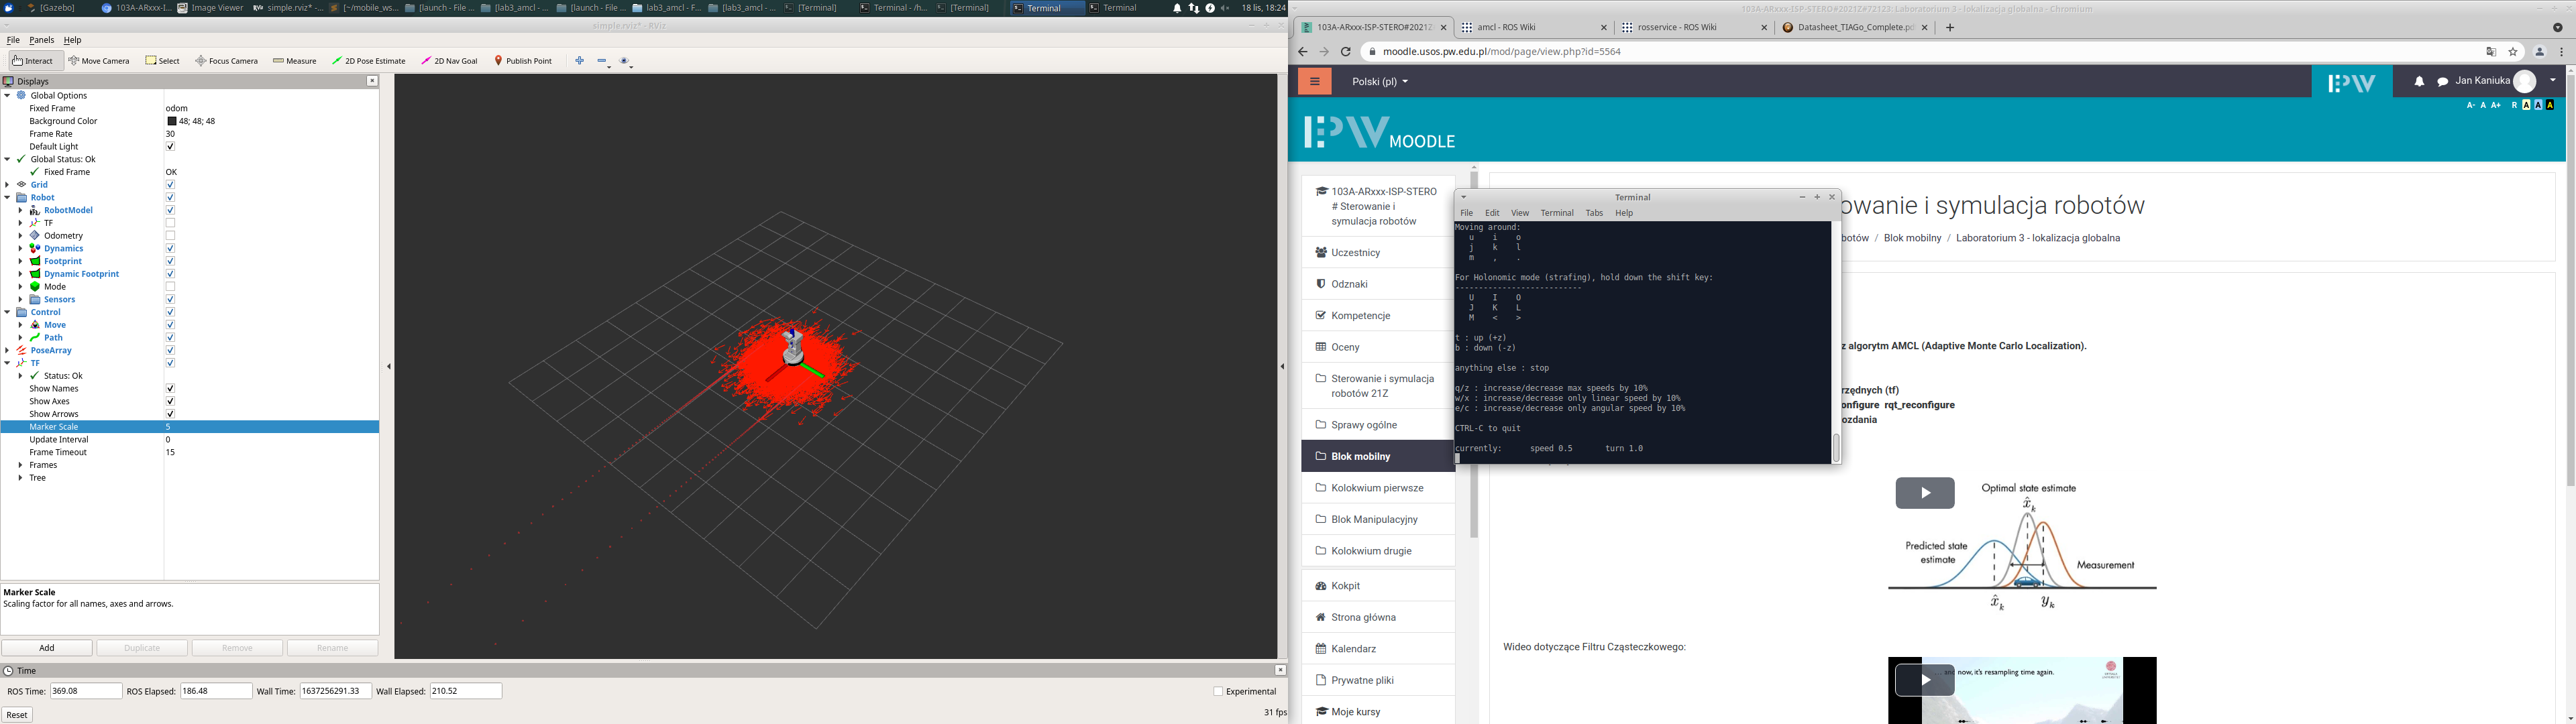 [Gazebo] 103A-ARxxx-I... Image Viewer simple.rviz* -... [~/mobile_ws... [launch - File ... [lab3_amcl -... [launch - File ... lab3_amcl - F... [lab3_amcl - ... [Terminal] Terminal - /h... [Terminal] Terminal Terminal 18 lis, 18:24
simple.rviz* - RViz
File Panels Help
Interact Move Camera Select Focus Camera Measure 2D Pose Estimate 2D Nav Goal Publish Point
Displays
Global Options
Fixed Frame odom
Background Color 48; 48; 48
Frame Rate 30
Default Light
Global Status: Ok
Fixed Frame OK
Grid
Robot
RobotModel
TF
Odometry
Dynamics
Footprint
Dynamic Footprint
Mode
Sensors
Control
Move
Path
PoseArray
TF
Status: Ok
Show Names
Show Axes
Show Arrows
Marker Scale 5
Update Interval 0
Frame Timeout 15
Frames
Tree
Marker Scale
Scaling factor for all names, axes and arrows.
Add Duplicate Remove Rename
Time
ROS Time: 369.08 ROS Elapsed: 186.48 Wall Time: 1637256291.33 Wall Elapsed: 210.52 Experimental
Reset 31 fps
103A-ARxxx-ISP-STERO#2021Z#72123: Laboratorium 3 - lokalizacja globalna - Chromium
103A-ARxxx-ISP-STERO#2021Z amcl - ROS Wiki rosservice - ROS Wiki Datasheet_TIAGo_Complete.pd
moodle.usos.pw.edu.pl/mod/page/view.php?id=5564
Polski (pl) Jan Kaniuka
A- A A+ R A A A
MOODLE
103A-ARxxx-ISP-STERO
# Sterowanie i
symulacja robotów
Uczestnicy
Odznaki
Kompetencje
Oceny
Sterowanie i symulacja
robotów 21Z
Sprawy ogólne
Blok mobilny
Kolokwium pierwsze
Blok Manipulacyjny
Kolokwium drugie
Kokpit
Strona główna
Kalendarz
Prywatne pliki
Moje kursy
Terminal
File Edit View Terminal Tabs Help
Moving around:
u i o
j k l
m , .
For Holonomic mode (strafing), hold down the shift key:
---------------------------
U I O
J K L
M < >
t : up (+z)
b : down (-z)
anything else : stop
q/z : increase/decrease max speeds by 10%
w/x : increase/decrease only linear speed by 10%
e/c : increase/decrease only angular speed by 10%
CTRL-C to quit
currently: speed 0.5 turn 1.0
owanie i symulacja robotów
botów / Blok mobilny / Laboratorium 3 - lokalizacja globalna
z algorytm AMCL (Adaptive Monte Carlo Localization).
rzędnych (tf)
onfigure rqt_reconfigure
ozdania
Optimal state estimate
x̂k
Predicted state
estimate
Measurement
x̂k yk
Wideo dotyczące Filtru Cząsteczkowego:
and now, it's resampling time again.